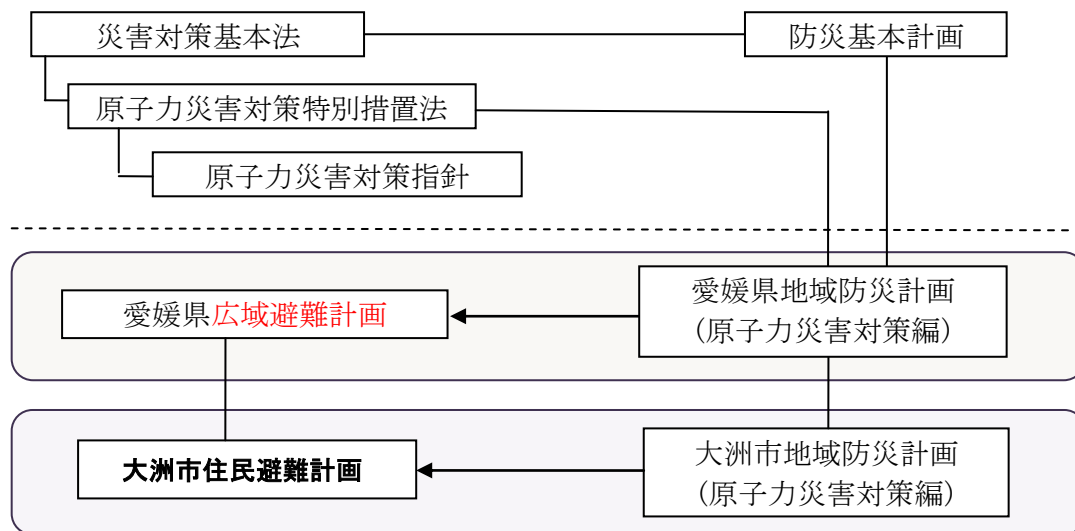 災害対策基本法
防災基本計画
原子力災害対策特別措置法
原子力災害対策指針
愛媛県広域避難計画
愛媛県地域防災計画
(原子力災害対策編)
大洲市住民避難計画
大洲市地域防災計画
(原子力災害対策編)